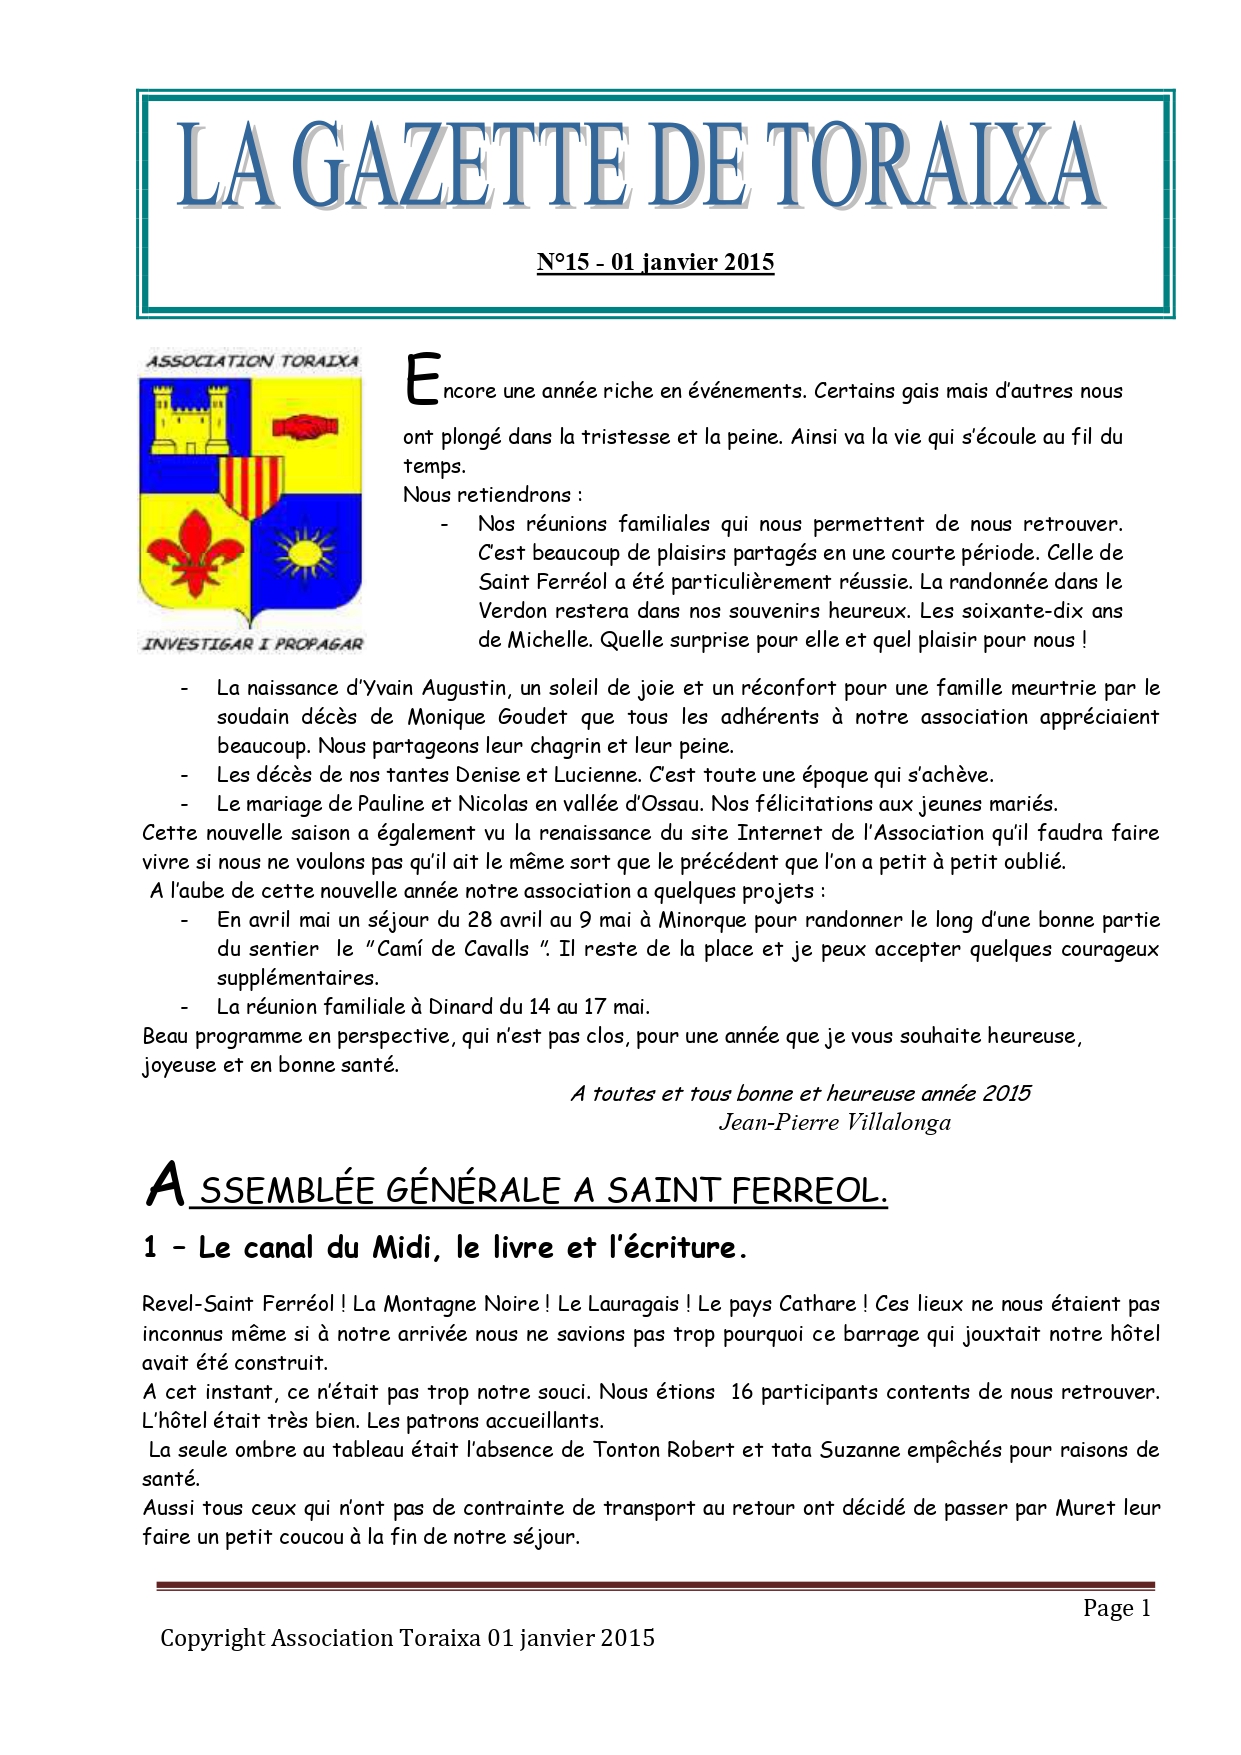 LA GAZETTE DE TORAIXA
N°15 - 01 janvier 2015
ASSOCIATION TORAIXA
INVESTIGAR I PROPAGAR
Encore une année riche en événements. Certains gais mais d'autres nous
ont plongé dans la tristesse et la peine. Ainsi va la vie qui s'écoule au fil du
temps.
Nous retiendrons :
- Nos réunions familiales qui nous permettent de nous retrouver.
C'est beaucoup de plaisirs partagés en une courte période. Celle de
Saint Ferréol a été particulièrement réussie. La randonnée dans le
Verdon restera dans nos souvenirs heureux. Les soixante-dix ans
de Michelle. Quelle surprise pour elle et quel plaisir pour nous !
- La naissance d'Yvain Augustin, un soleil de joie et un réconfort pour une famille meurtrie par le
soudain décès de Monique Goudet que tous les adhérents à notre association appréciaient
beaucoup. Nous partageons leur chagrin et leur peine.
- Les décès de nos tantes Denise et Lucienne. C'est toute une époque qui s'achève.
- Le mariage de Pauline et Nicolas en vallée d'Ossau. Nos félicitations aux jeunes mariés.
Cette nouvelle saison a également vu la renaissance du site Internet de l'Association qu'il faudra faire
vivre si nous ne voulons pas qu'il ait le même sort que le précédent que l'on a petit à petit oublié.
A l'aube de cette nouvelle année notre association a quelques projets :
- En avril mai un séjour du 28 avril au 9 mai à Minorque pour randonner le long d'une bonne partie
du sentier le "Camí de Cavalls ". Il reste de la place et je peux accepter quelques courageux
supplémentaires.
- La réunion familiale à Dinard du 14 au 17 mai.
Beau programme en perspective, qui n'est pas clos, pour une année que je vous souhaite heureuse,
joyeuse et en bonne santé.
A toutes et tous bonne et heureuse année 2015
Jean-Pierre Villalonga
A SSEMBLÉE GÉNÉRALE A SAINT FERREOL.
1 – Le canal du Midi, le livre et l'écriture.
Revel-Saint Ferréol ! La Montagne Noire ! Le Lauragais ! Le pays Cathare ! Ces lieux ne nous étaient pas
inconnus même si à notre arrivée nous ne savions pas trop pourquoi ce barrage qui jouxtait notre hôtel
avait été construit.
A cet instant, ce n'était pas trop notre souci. Nous étions 16 participants contents de nous retrouver.
L'hôtel était très bien. Les patrons accueillants.
La seule ombre au tableau était l'absence de Tonton Robert et tata Suzanne empêchés pour raisons de
santé.
Aussi tous ceux qui n'ont pas de contrainte de transport au retour ont décidé de passer par Muret leur
faire un petit coucou à la fin de notre séjour.
Page 1
Copyright Association Toraixa 01 janvier 2015